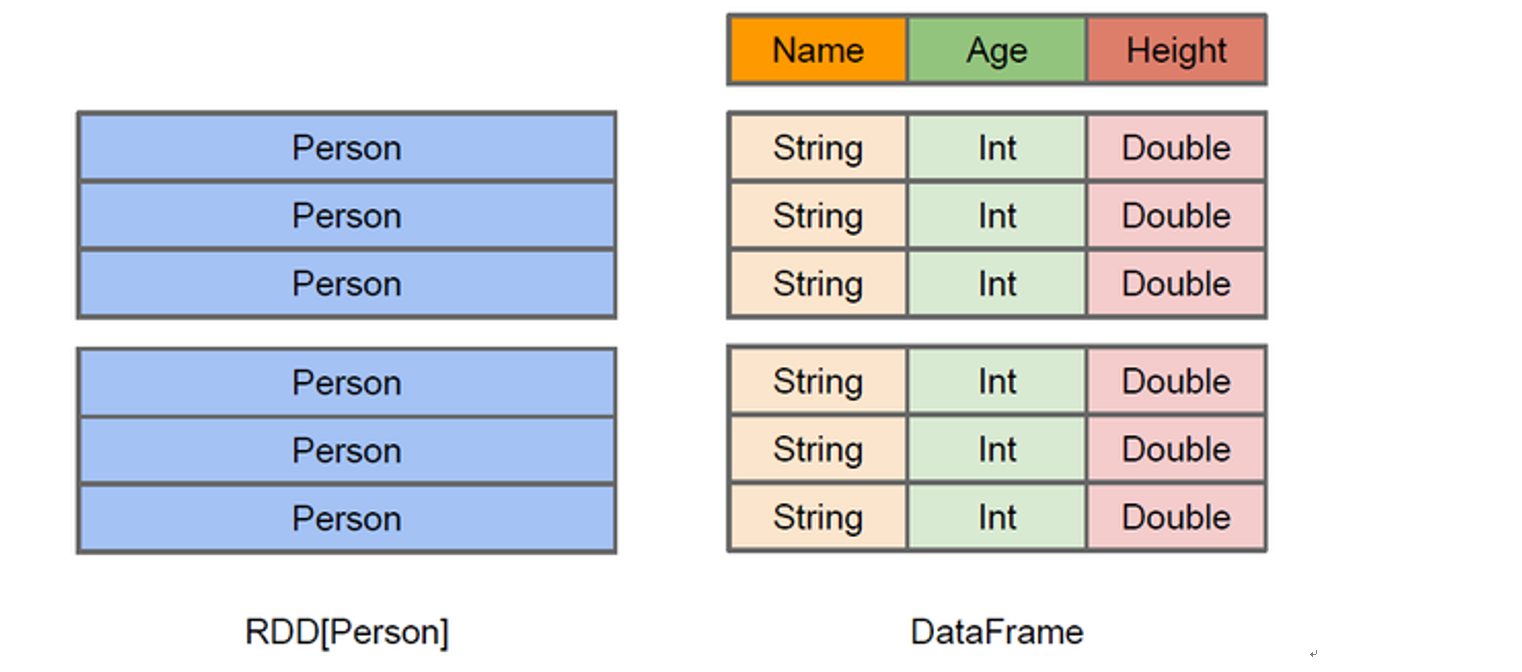 Name Age Height
Person String Int Double
Person String Int Double
Person String Int Double
Person String Int Double
Person String Int Double
Person String Int Double
RDD[Person] DataFrame